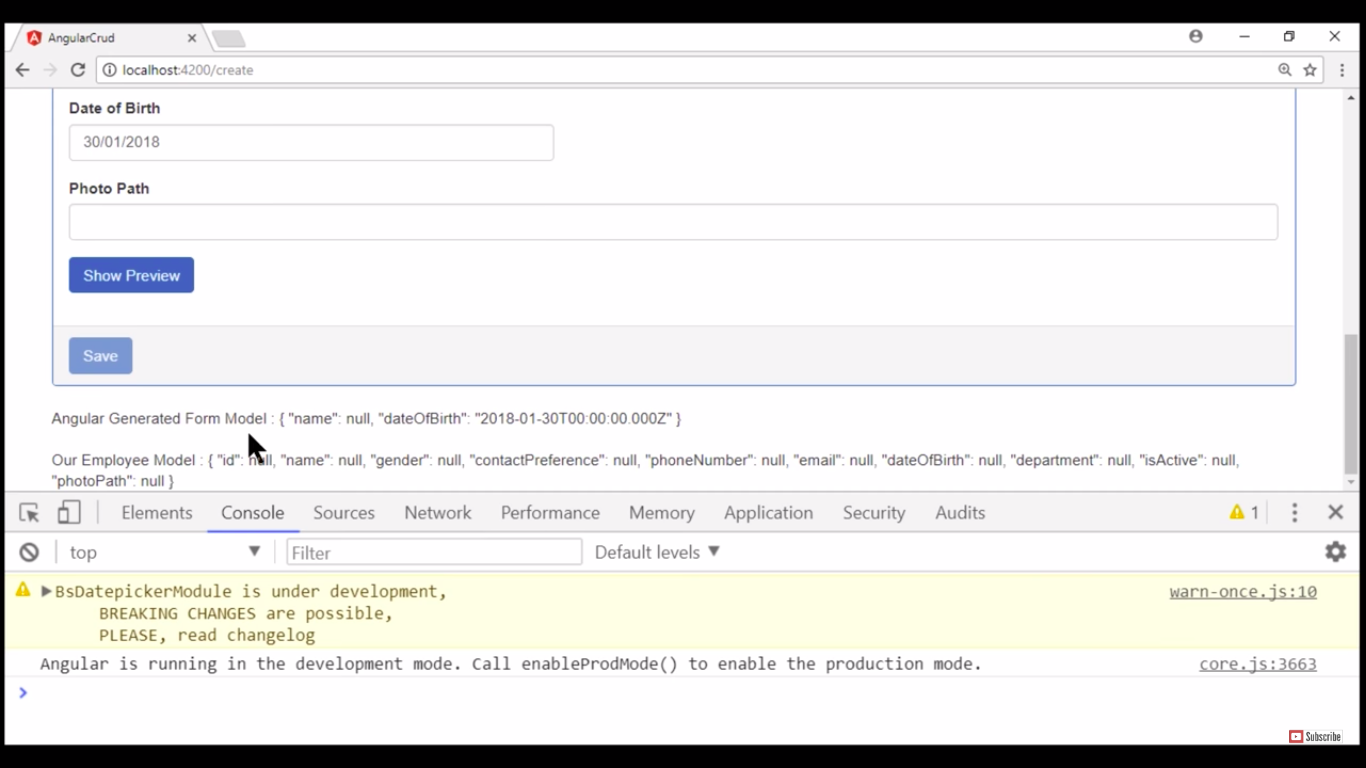 AngularCrud
localhost:4200/create
Date of Birth
30/01/2018
Photo Path
Show Preview
Save
Angular Generated Form Model : { "name": null, "dateOfBirth": "2018-01-30T00:00:00.000Z" }
Our Employee Model : { "id": null, "name": null, "gender": null, "contactPreference": null, "phoneNumber": null, "email": null, "dateOfBirth": null, "department": null, "isActive": null,
"photoPath": null }
Elements Console Sources Network Performance Memory Application Security Audits 1
top Filter Default levels
BsDatepickerModule is under development, warn-once.js:10
BREAKING CHANGES are possible,
PLEASE, read changelog
Angular is running in the development mode. Call enableProdMode() to enable the production mode. core.js:3663
Subscribe